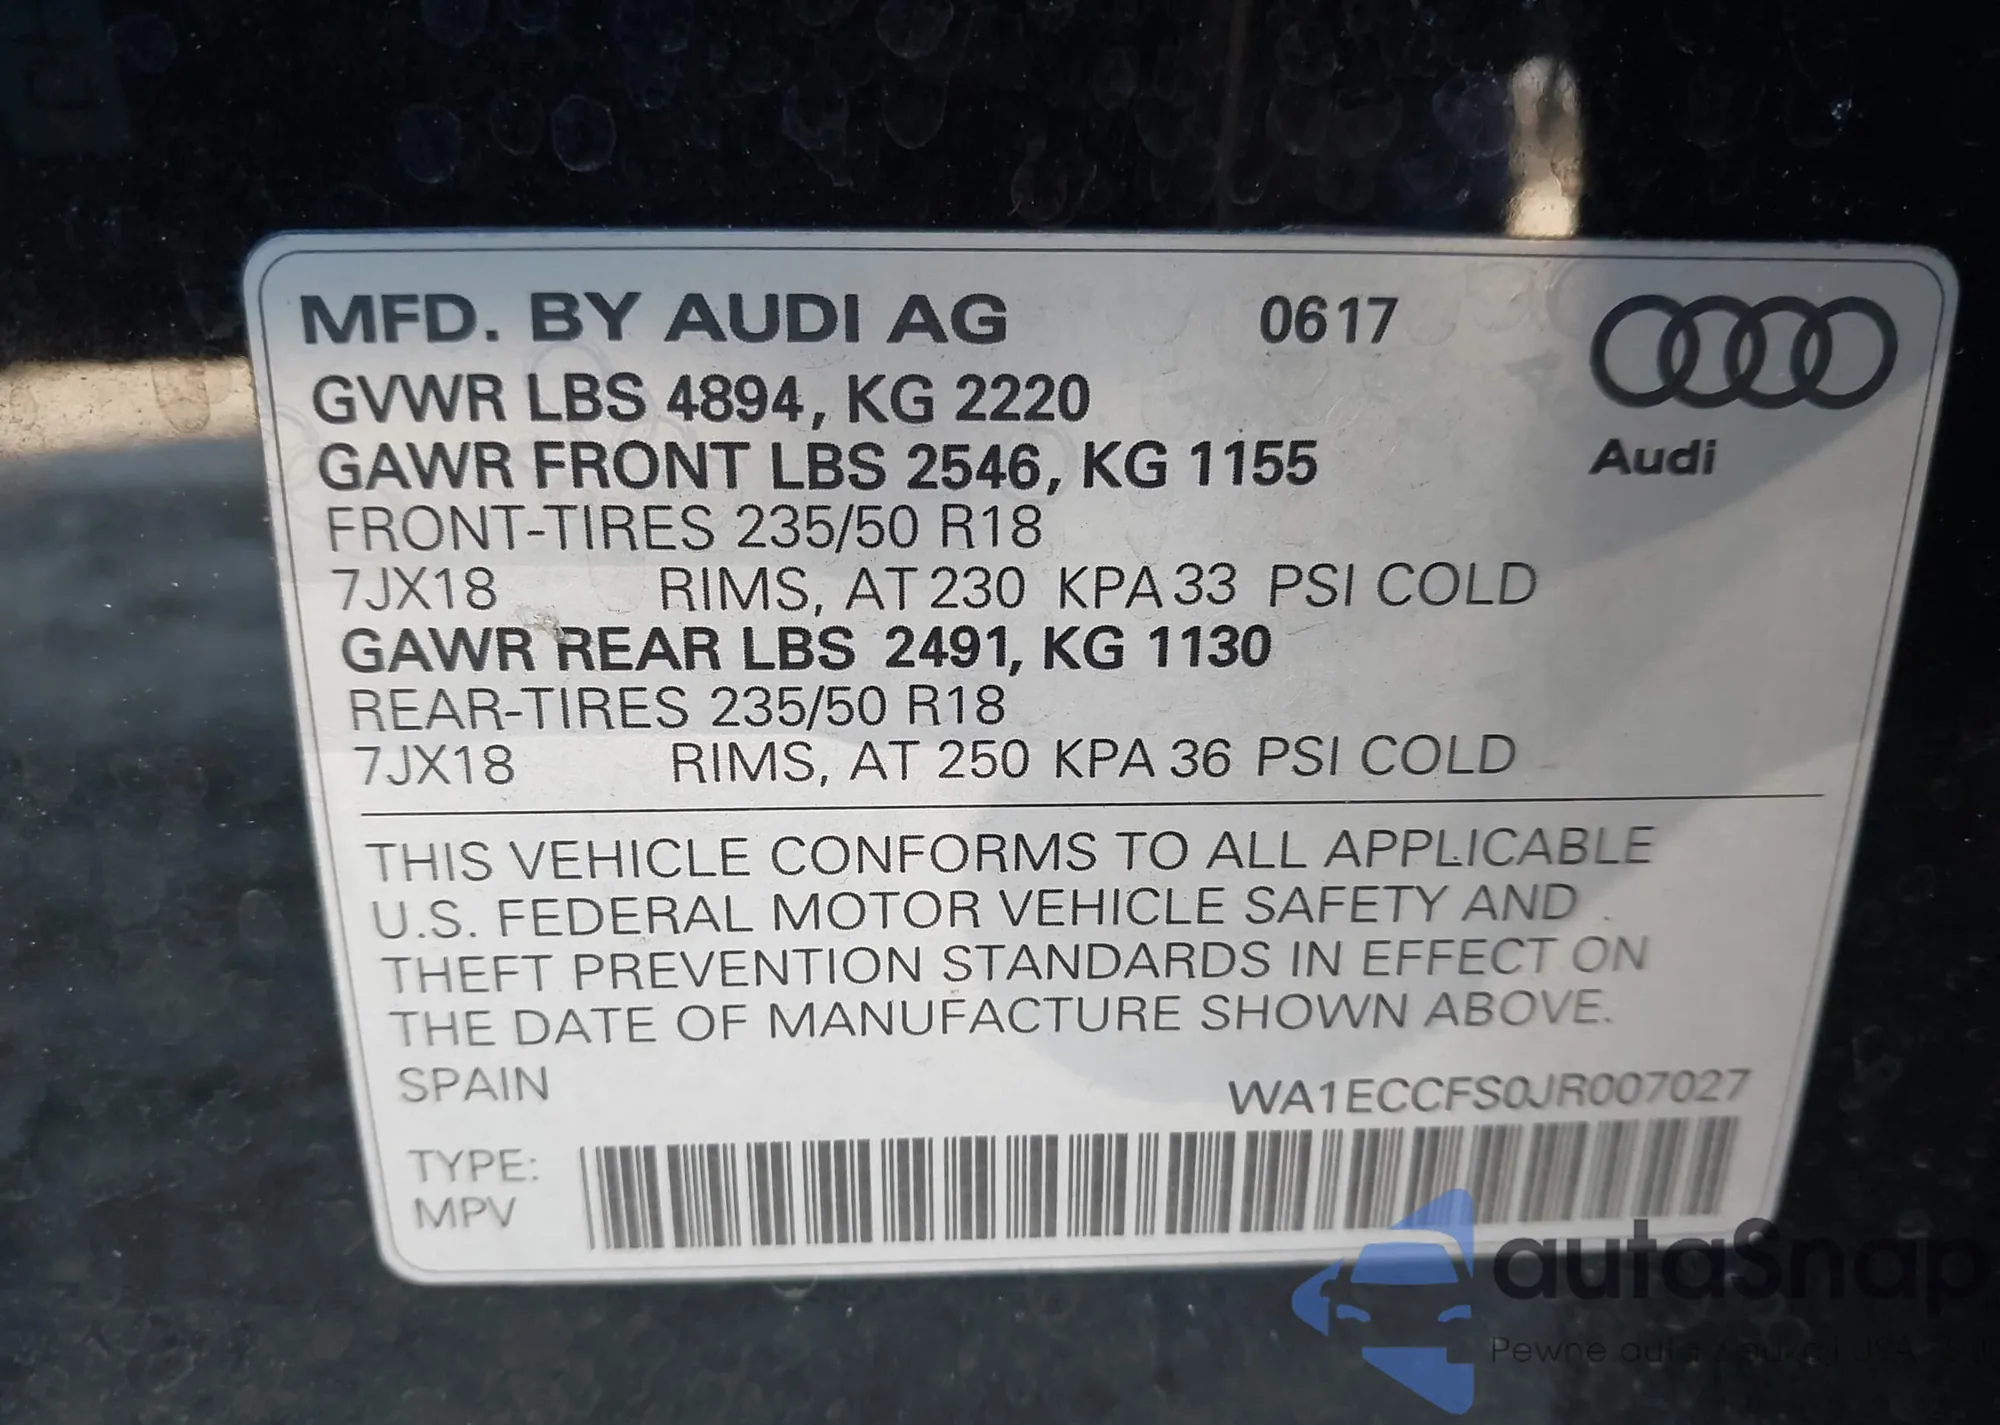 MFD. BY AUDI AG 0617
GVWR LBS 4894, KG 2220
GAWR FRONT LBS 2546, KG 1155
Audi
FRONT-TIRES 235/50 R18
7JX18 RIMS, AT 230 KPA 33 PSI COLD
GAWR REAR LBS 2491, KG 1130
REAR-TIRES 235/50 R18
7JX18 RIMS, AT 250 KPA 36 PSI COLD
THIS VEHICLE CONFORMS TO ALL APPLICABLE
U.S. FEDERAL MOTOR VEHICLE SAFETY AND
THEFT PREVENTION STANDARDS IN EFFECT ON
THE DATE OF MANUFACTURE SHOWN ABOVE.
SPAIN WA1ECCFS0JR007027
TYPE:
MPV
autaSnap
Pewne auta z aukcji USA